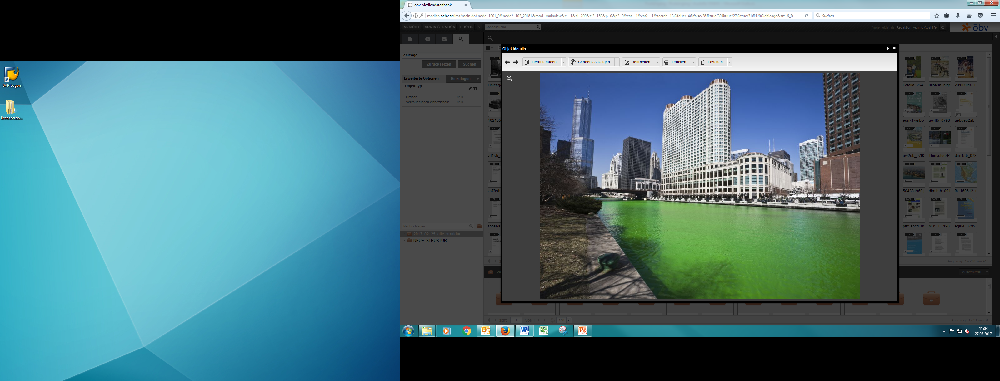 SAP Logon
licensecraw...
öbv Mediendatenbank
medien.oebv.at/ims/main.do#node=1001_0&node2=102_20181&mod=mainview&c=-1&el=200&el2=150&p=0&p2=0&cat=-1&cat2=-1&search=13@false/14@false/28@true/30@true/27@true/31@1/0@chicago&srt=6_D
Suchen
ANSICHT ADMINISTRATION PROFIL ? Schnellsuche
Angemeldet als: Redaktion_vsnms Aushilfe
öbv
chicago
Zurücksetzen Suchen
Erweiterte Optionen Hinzufügen
Objekttyp
Ordner: Nein
Verknüpfungen einbeziehen: Nein
Nachschlagen
2013_02_25_alte_struktur
NEUE_STRUKTUR
Objektdetails
Herunterladen Senden / Anzeigen Bearbeiten Drucken Löschen
Chicag
102105
vd1sb_
zb78sb
zbos6s
Fotolia_264 ullstein_high 20101016_F
eunk1kvsbc uw4lb_0793 uebgeo2sb_
uw2sb_079 ThinkstockP dim1sb_073
504381960.j dim1sb_091 fb_160612_
pttr5sbcd_0 MB5_E_190 egiu4_0792
Angezeigt: 1 - 200 von 418
ActiveMenu
SEITE 1 VON 1 150
Angezeigt: 1 - 31 von 31
11:03
27.03.2017